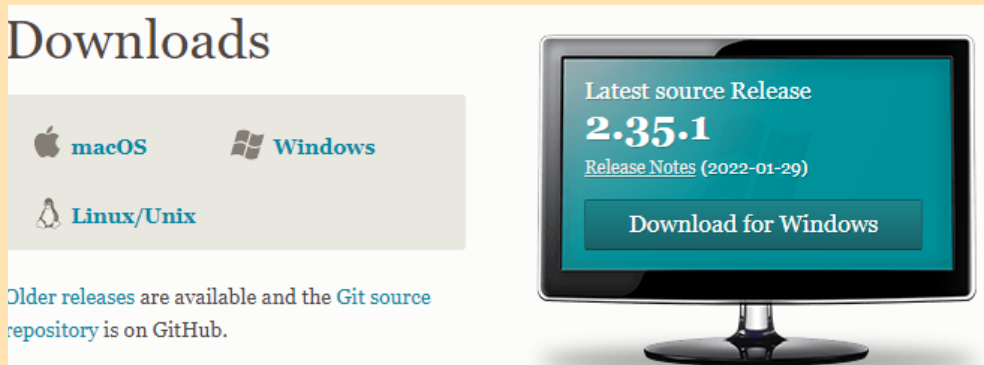 Downloads
macOS
Windows
Linux/Unix
Older releases are available and the Git source
repository is on GitHub.
Latest source Release
2.35.1
Release Notes (2022-01-29)
Download for Windows